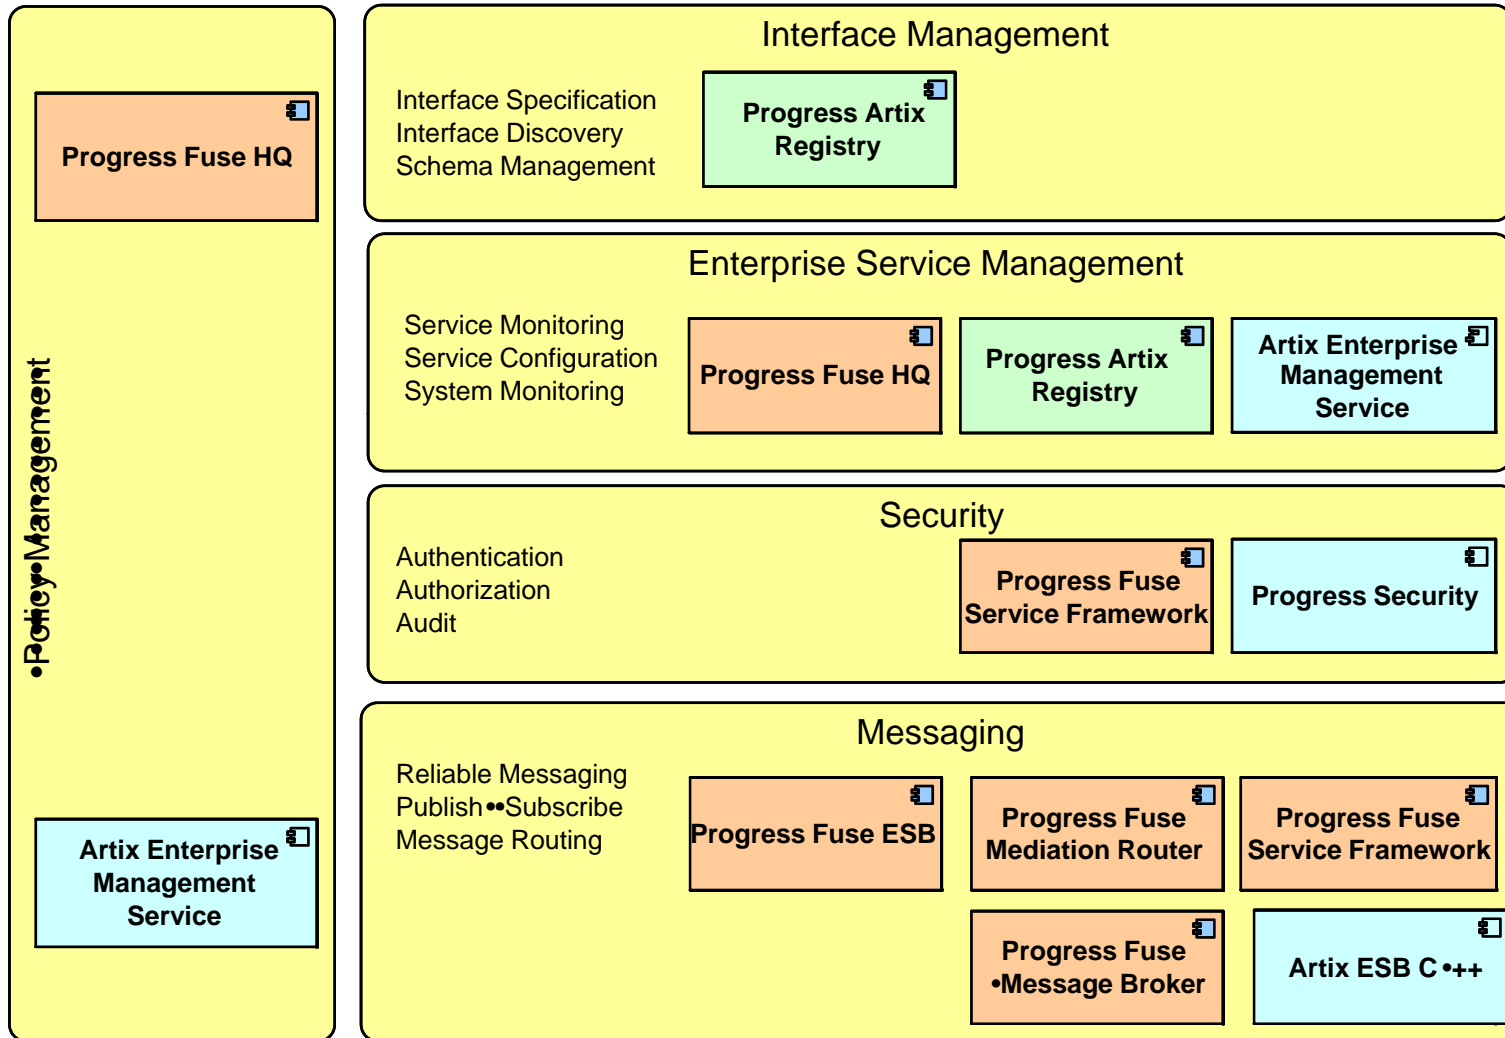 Progress Fuse HQ
•Policy Management
Artix Enterprise
Management
Service
Interface Management
Interface Specification
Interface Discovery
Schema Management
Progress Artix
Registry
Enterprise Service Management
Service Monitoring
Service Configuration
System Monitoring
Progress Fuse HQ
Progress Artix
Registry
Artix Enterprise
Management
Service
Security
Authentication
Authorization
Audit
Progress Fuse
Service Framework
Progress Security
Messaging
Reliable Messaging
Publish••Subscribe
Message Routing
Progress Fuse ESB
Progress Fuse
Mediation Router
Progress Fuse
Service Framework
Progress Fuse
•Message Broker
Artix ESB C•++